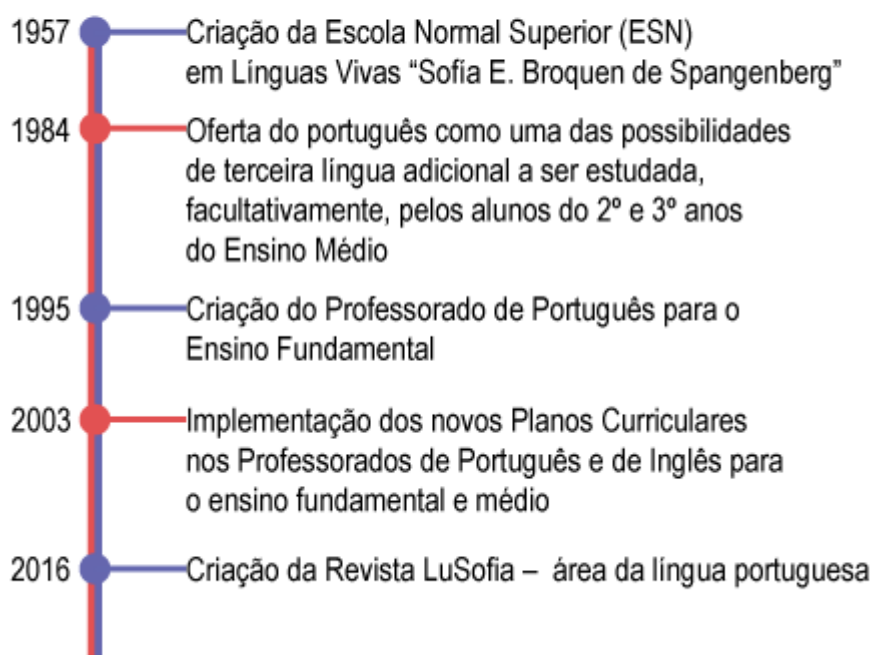 1957 Criação da Escola Normal Superior (ESN)
em Línguas Vivas “Sofía E. Broquen de Spangenberg”
1984 Oferta do português como uma das possibilidades
de terceira língua adicional a ser estudada,
facultativamente, pelos alunos do 2º e 3º anos
do Ensino Médio
1995 Criação do Professorado de Português para o
Ensino Fundamental
2003 Implementação dos novos Planos Curriculares
nos Professorados de Português e de Inglês para
o ensino fundamental e médio
2016 Criação da Revista LuSofia – área da língua portuguesa